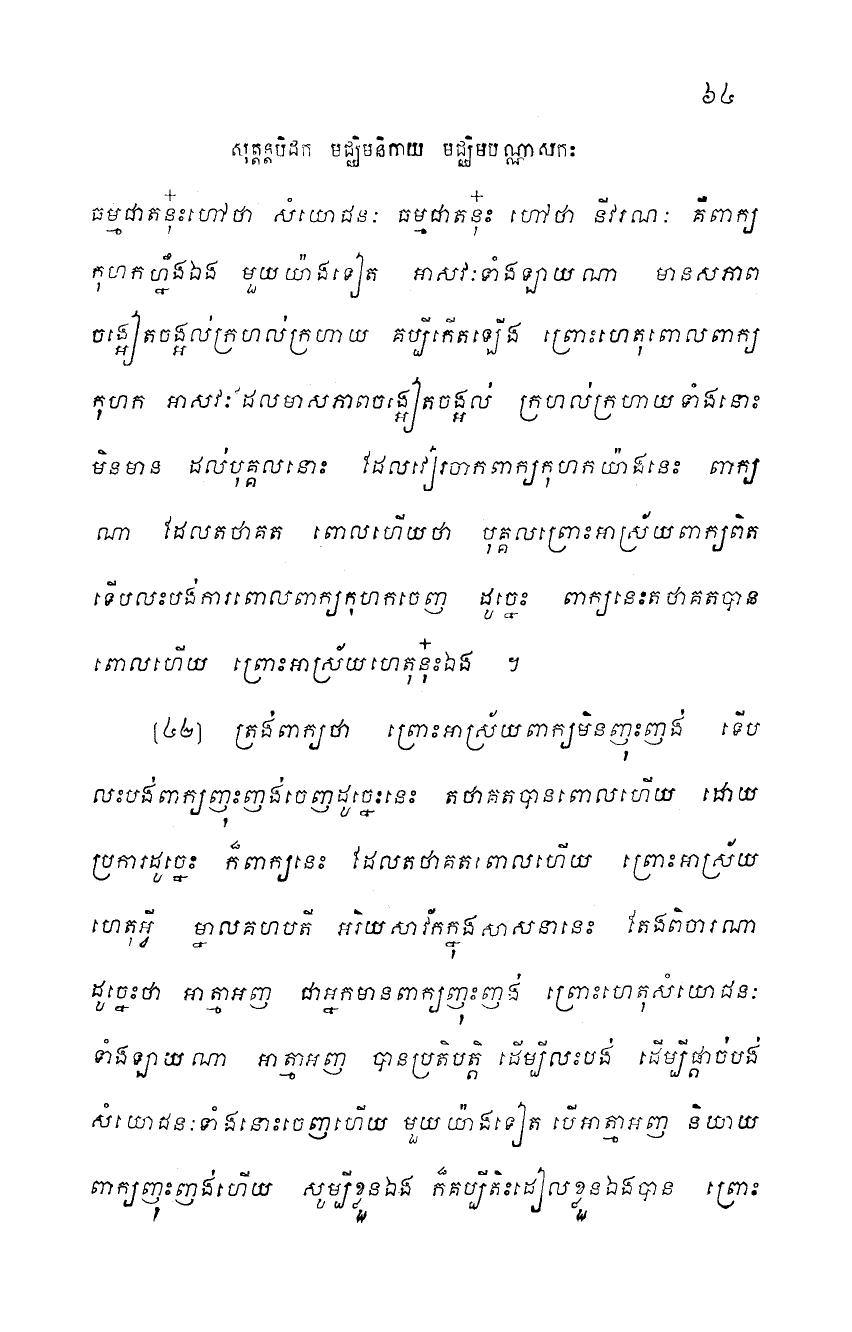 ៦៤
សុត្តន្តបិដក មជ្ឈិមនិកាយ មជ្ឈិមបណ្ណាសកៈ
ធម្មជាតនុ៎ះហៅថា សំយោជនៈ ធម្មជាតនុ៎ះ ហៅថា នីវរណៈ គឺពាក្យ
កុហកហ្នឹងឯង មួយយ៉ាងទៀត អាសវៈទាំងឡាយណា មានសភាព
ចង្អៀតចង្អល់ក្រហល់ក្រហាយ គប្បីកើតឡើង ព្រោះហេតុពោលពាក្យ
កុហក អាសវៈដែលមាសភាពចង្អៀតចង្អល់ ក្រហល់ក្រហាយទាំងនោះ
មិនមាន ដល់បុគ្គលនោះ ដែលវៀរចាកពាក្យកុហកយ៉ាងនេះ ពាក្យ
ណា ដែលតថាគត ពោលហើយថា បុគ្គលព្រោះអាស្រ័យពាក្យពិត
ទើបលះបង់ការពោលពាក្យកុហកចេញ ដូច្នេះ ពាក្យនេះតថាគតបាន
ពោលហើយ ព្រោះអាស្រ័យហេតុនុ៎ះឯង ។
[៤២] ត្រង់ពាក្យថា ព្រោះអាស្រ័យពាក្យមិនញុះញង់ ទើប
លះបង់ពាក្យញុះញង់ចេញដូច្នេះនេះ តថាគតបានពោលហើយ ដោយ
ប្រការដូច្នេះ ក៏ពាក្យនេះ ដែលតថាគតពោលហើយ ព្រោះអាស្រ័យ
ហេតុអ្វី ម្នាលគហបតី អរិយសាវ័កក្នុងសាសនានេះ តែងពិចារណា
ដូច្នេះថា អាត្មាអញ ជាអ្នកមានពាក្យញុះញង់ ព្រោះហេតុសំយោជនៈ
ទាំងឡាយណា អាត្មាអញ បានប្រតិបត្តិ ដើម្បីលះបង់ ដើម្បីផ្តាច់បង់
សំយោជនៈទាំងនោះចេញហើយ មួយយ៉ាងទៀត បើអាត្មាអញ និយាយ
ពាក្យញុះញង់ហើយ សូម្បីខ្លួនឯង ក៏គប្បីតិះដៀលខ្លួនឯងបាន ព្រោះ